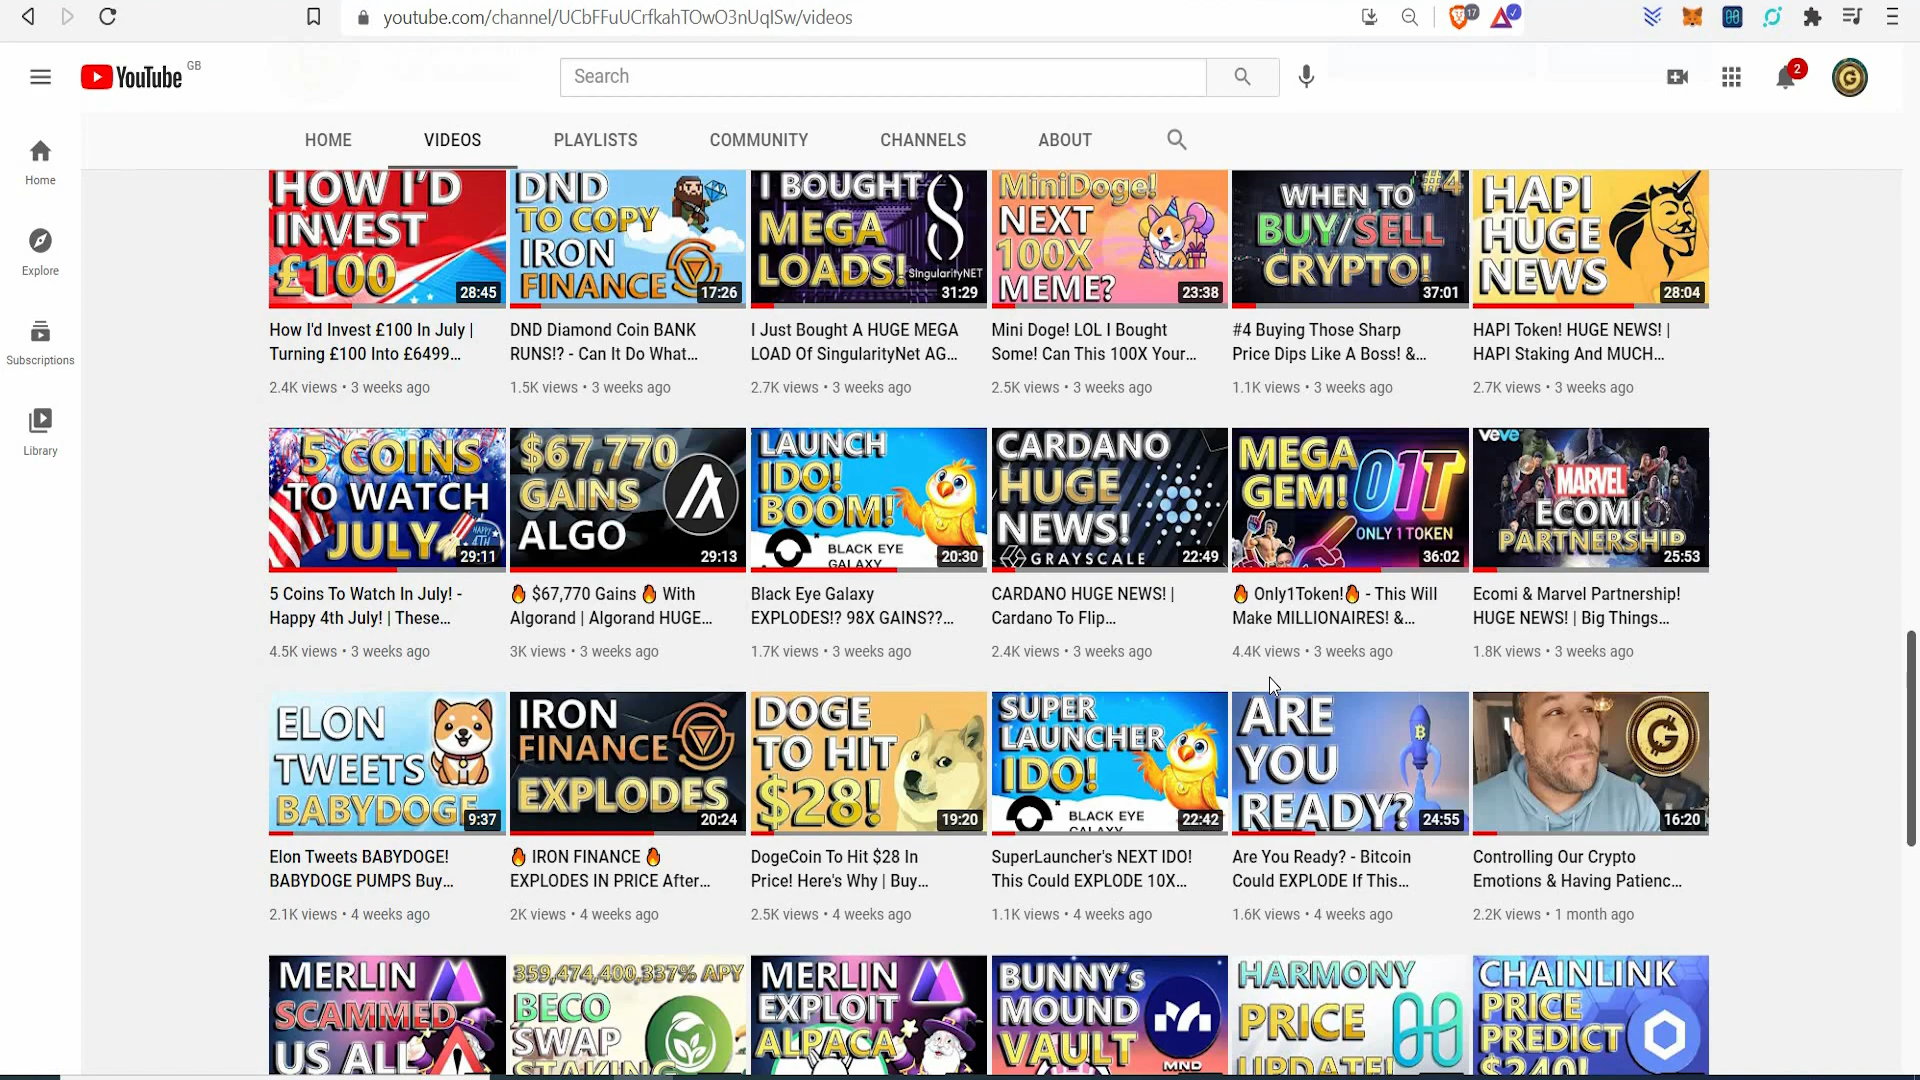 youtube.com/channel/UCbFFuUCrfkahTOwO3nUqISw/videos
17
YouTube GB
Search
2
HOME VIDEOS PLAYLISTS COMMUNITY CHANNELS ABOUT
Home
Explore
Subscriptions
Library
HOW I'D
INVEST
£100
28:45
DND
TO COPY
IRON
FINANCE
17:26
I BOUGHT
MEGA
LOADS!
SingularityNET
31:29
MiniDoge!
NEXT
100X
MEME?
23:38
#4
WHEN TO
BUY/SELL
CRYPTO!
37:01
HAPI
HUGE
NEWS
28:04
How I'd Invest £100 In July |
Turning £100 Into £6499...
2.4K views • 3 weeks ago
DND Diamond Coin BANK
RUNS!? - Can It Do What...
1.5K views • 3 weeks ago
I Just Bought A HUGE MEGA
LOAD Of SingularityNet AG...
2.7K views • 3 weeks ago
Mini Doge! LOL I Bought
Some! Can This 100X Your...
2.5K views • 3 weeks ago
#4 Buying Those Sharp
Price Dips Like A Boss! &...
1.1K views • 3 weeks ago
HAPI Token! HUGE NEWS! |
HAPI Staking And MUCH...
2.7K views • 3 weeks ago
5 COINS
TO WATCH
JULY
HAPPY
4TH
JULY
29:11
$67,770
GAINS
ALGO
29:13
LAUNCH
IDO!
BOOM!
BLACK EYE
GALAXY
20:30
CARDANO
HUGE
NEWS!
GRAYSCALE
22:49
MEGA
GEM!
01T
ONLY 1 TOKEN
36:02
veve
MARVEL
ECOMI
PARTNERSHIP
25:53
5 Coins To Watch In July! -
Happy 4th July! | These...
4.5K views • 3 weeks ago
🔥 $67,770 Gains 🔥 With
Algorand | Algorand HUGE...
3K views • 3 weeks ago
Black Eye Galaxy
EXPLODES!? 98X GAINS??...
1.7K views • 3 weeks ago
CARDANO HUGE NEWS! |
Cardano To Flip...
2.4K views • 3 weeks ago
🔥 Only1Token!🔥 - This Will
Make MILLIONAIRES! &...
4.4K views • 3 weeks ago
Ecomi & Marvel Partnership!
HUGE NEWS! | Big Things...
1.8K views • 3 weeks ago
ELON
TWEETS
BABYDOGE
9:37
IRON
FINANCE
EXPLODES
20:24
DOGE
TO HIT
$28!
19:20
SUPER
LAUNCHER
IDO!
BLACK EYE
GALAXY
22:42
ARE
YOU
READY?
B
24:55
G
16:20
Elon Tweets BABYDOGE!
BABYDOGE PUMPS Buy...
2.1K views • 4 weeks ago
🔥 IRON FINANCE 🔥
EXPLODES IN PRICE After...
2K views • 4 weeks ago
DogeCoin To Hit $28 In
Price! Here's Why | Buy...
2.5K views • 4 weeks ago
SuperLauncher's NEXT IDO!
This Could EXPLODE 10X...
1.1K views • 4 weeks ago
Are You Ready? - Bitcoin
Could EXPLODE If This...
1.6K views • 4 weeks ago
Controlling Our Crypto
Emotions & Having Patienc...
2.2K views • 1 month ago
MERLIN
SCAMMED
US ALL
359,474,400,337% APY
BECO
SWAP
STAKING
MERLIN
EXPLOIT
ALPACA
BUNNY's
MOUND
VAULT
MND
HARMONY
PRICE
UPDATE!
CHAINLINK
PRICE
PREDICT
$240!